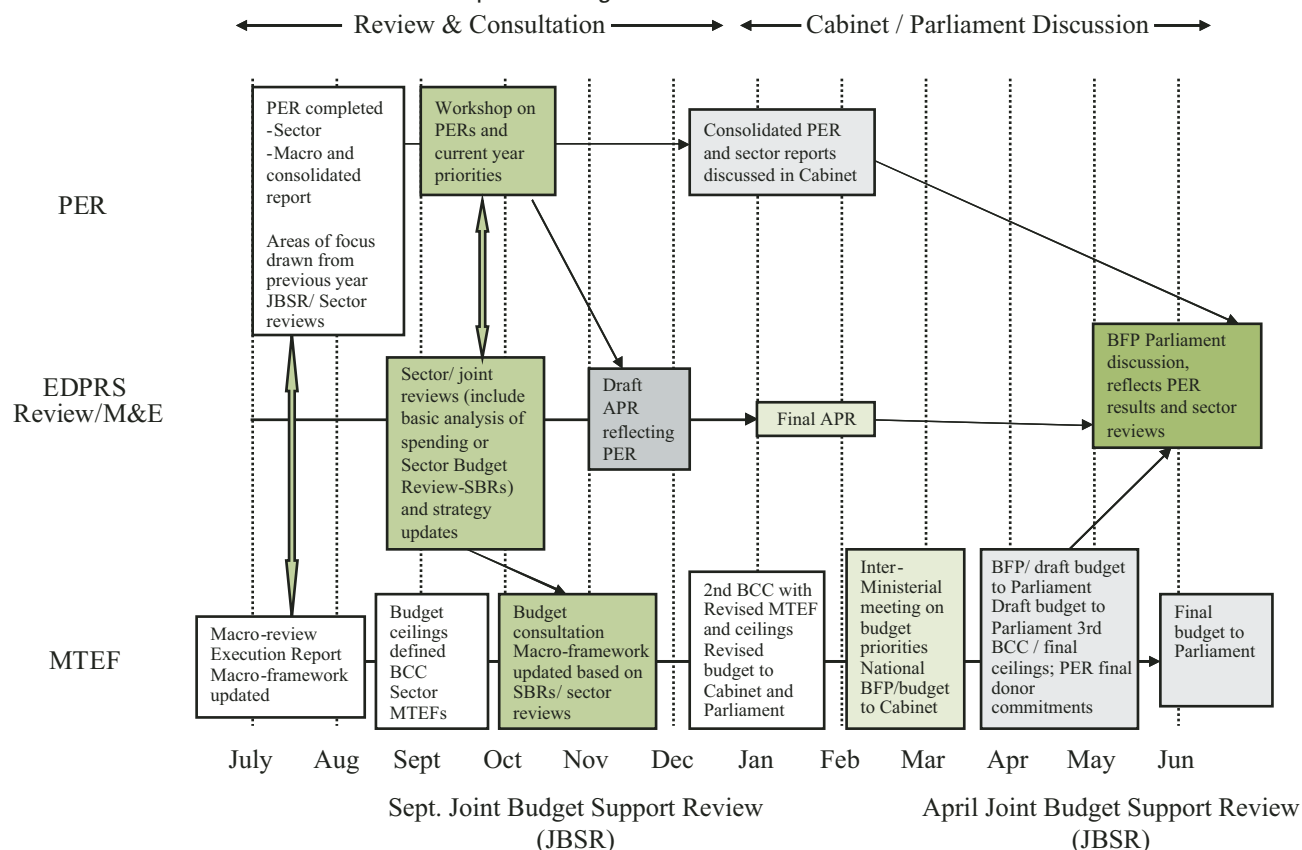 Review & Consultation
Cabinet / Parliament Discussion
PER
PER completed
-Sector
-Macro and
consolidated
report
Areas of focus
drawn from
previous year
JBSR/ Sector
reviews
Workshop on
PERs and
current year
priorities
Consolidated PER
and sector reports
discussed in Cabinet
EDPRS
Review/M&E
Sector/ joint
reviews (include
basic analysis of
spending or
Sector Budget
Review-SBRs)
and strategy
updates
Draft
APR
reflecting
PER
Final APR
BFP Parliament
discussion,
reflects PER
results and sector
reviews
MTEF
Macro-review
Execution Report
Macro-framework
updated
Budget
ceilings
defined
BCC
Sector
MTEFs
Budget
consultation
Macro-framework
updated based on
SBRs/ sector
reviews
2nd BCC with
Revised MTEF
and ceilings
Revised
budget to
Cabinet and
Parliament
Inter-
Ministerial
meeting on
budget
priorities
National
BFP/budget
to Cabinet
BFP/ draft budget
to Parliament
Draft budget to
Parliament 3rd
BCC / final
ceilings; PER final
donor
commitments
Final
budget to
Parliament
July Aug Sept Oct Nov Dec Jan Feb Mar Apr May Jun
Sept. Joint Budget Support Review
(JBSR)
April Joint Budget Support Review
(JBSR)